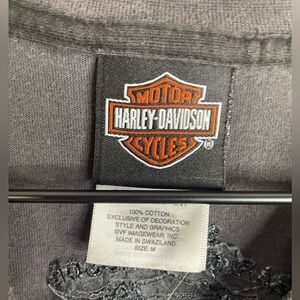 MOTOR
HARLEY-DAVIDSON
CYCLES
®
100% COTTON
EXCLUSIVE OF DECORATION
STYLE AND GRAPHICS
©VF IMAGEWEAR, INC.
MADE IN SWAZILAND
SIZE: M